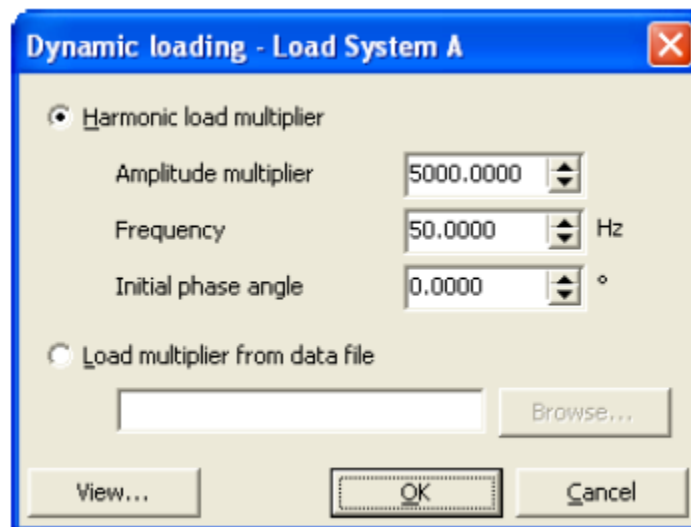 Dynamic loading - Load System A
Harmonic load multiplier
Amplitude multiplier 5000.0000
Frequency 50.0000 Hz
Initial phase angle 0.0000 °
Load multiplier from data file
Browse...
View... OK Cancel